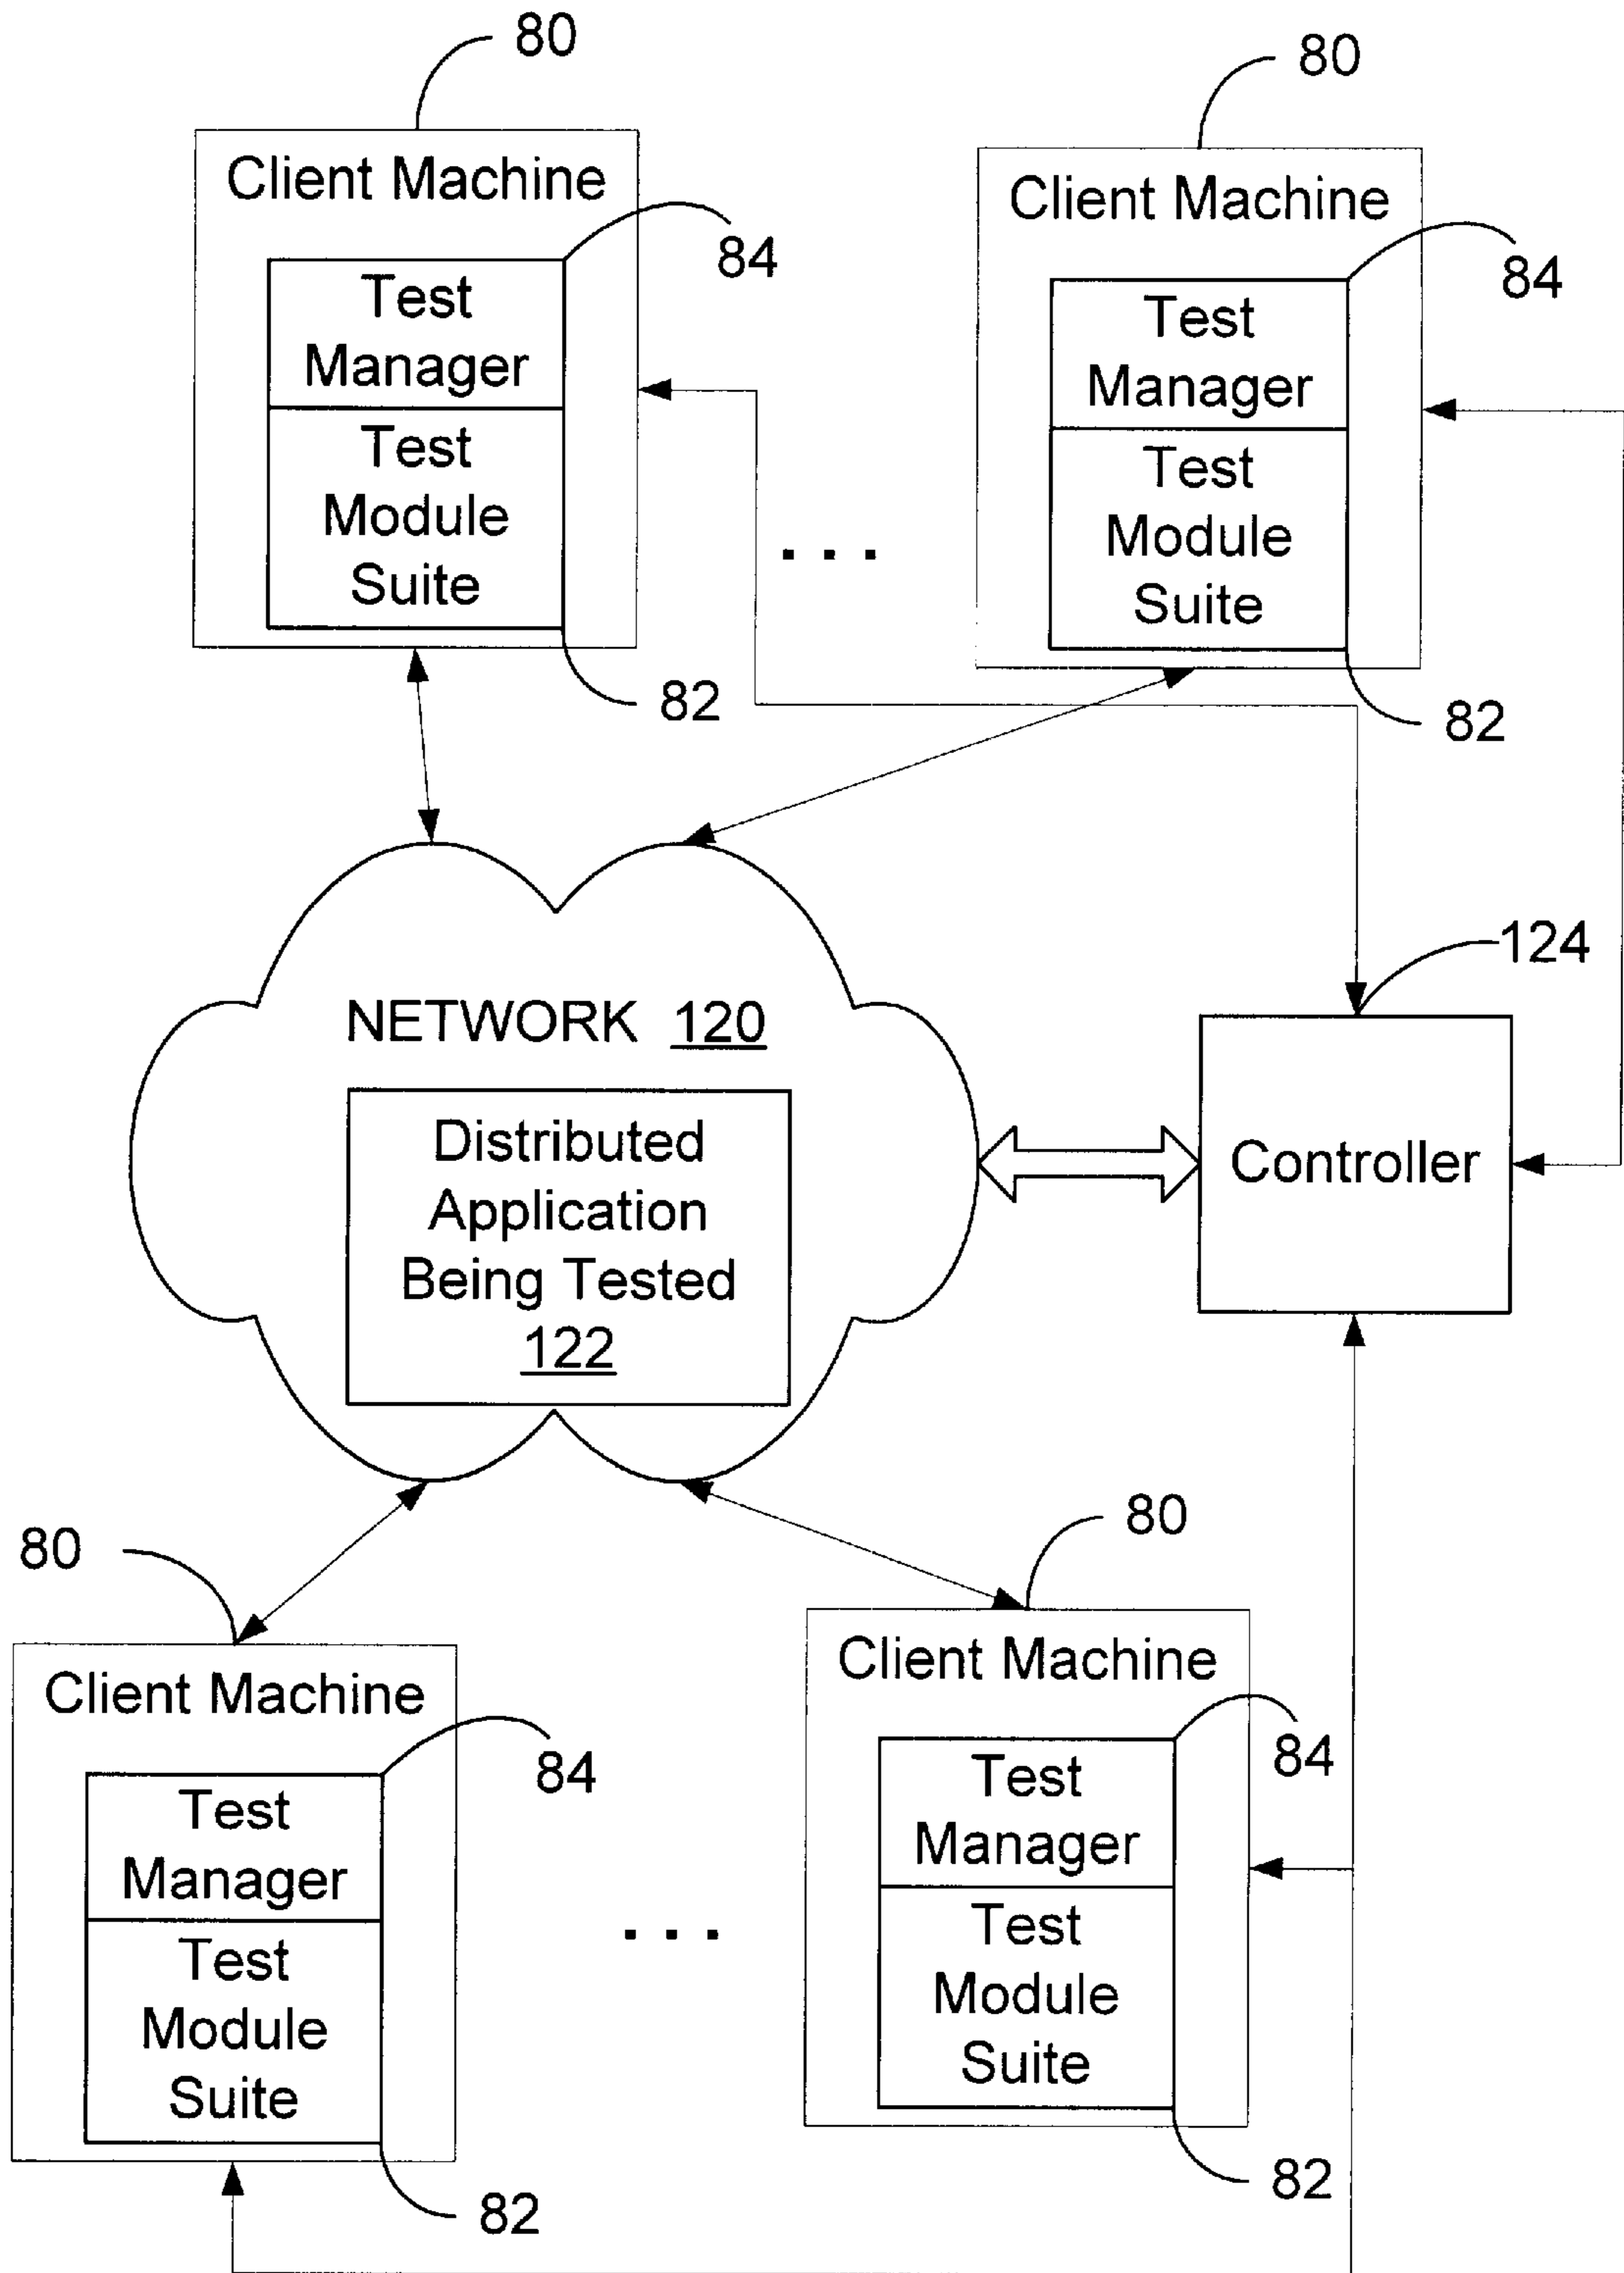 80
80
Client Machine
84
Test
Manager
Test
Module
Suite
82
Client Machine
84
Test
Manager
Test
Module
Suite
82
. . .
NETWORK 120
Distributed
Application
Being Tested
122
124
Controller
80
80
Client Machine
84
Test
Manager
Test
Module
Suite
82
. . .
Client Machine
84
Test
Manager
Test
Module
Suite
82